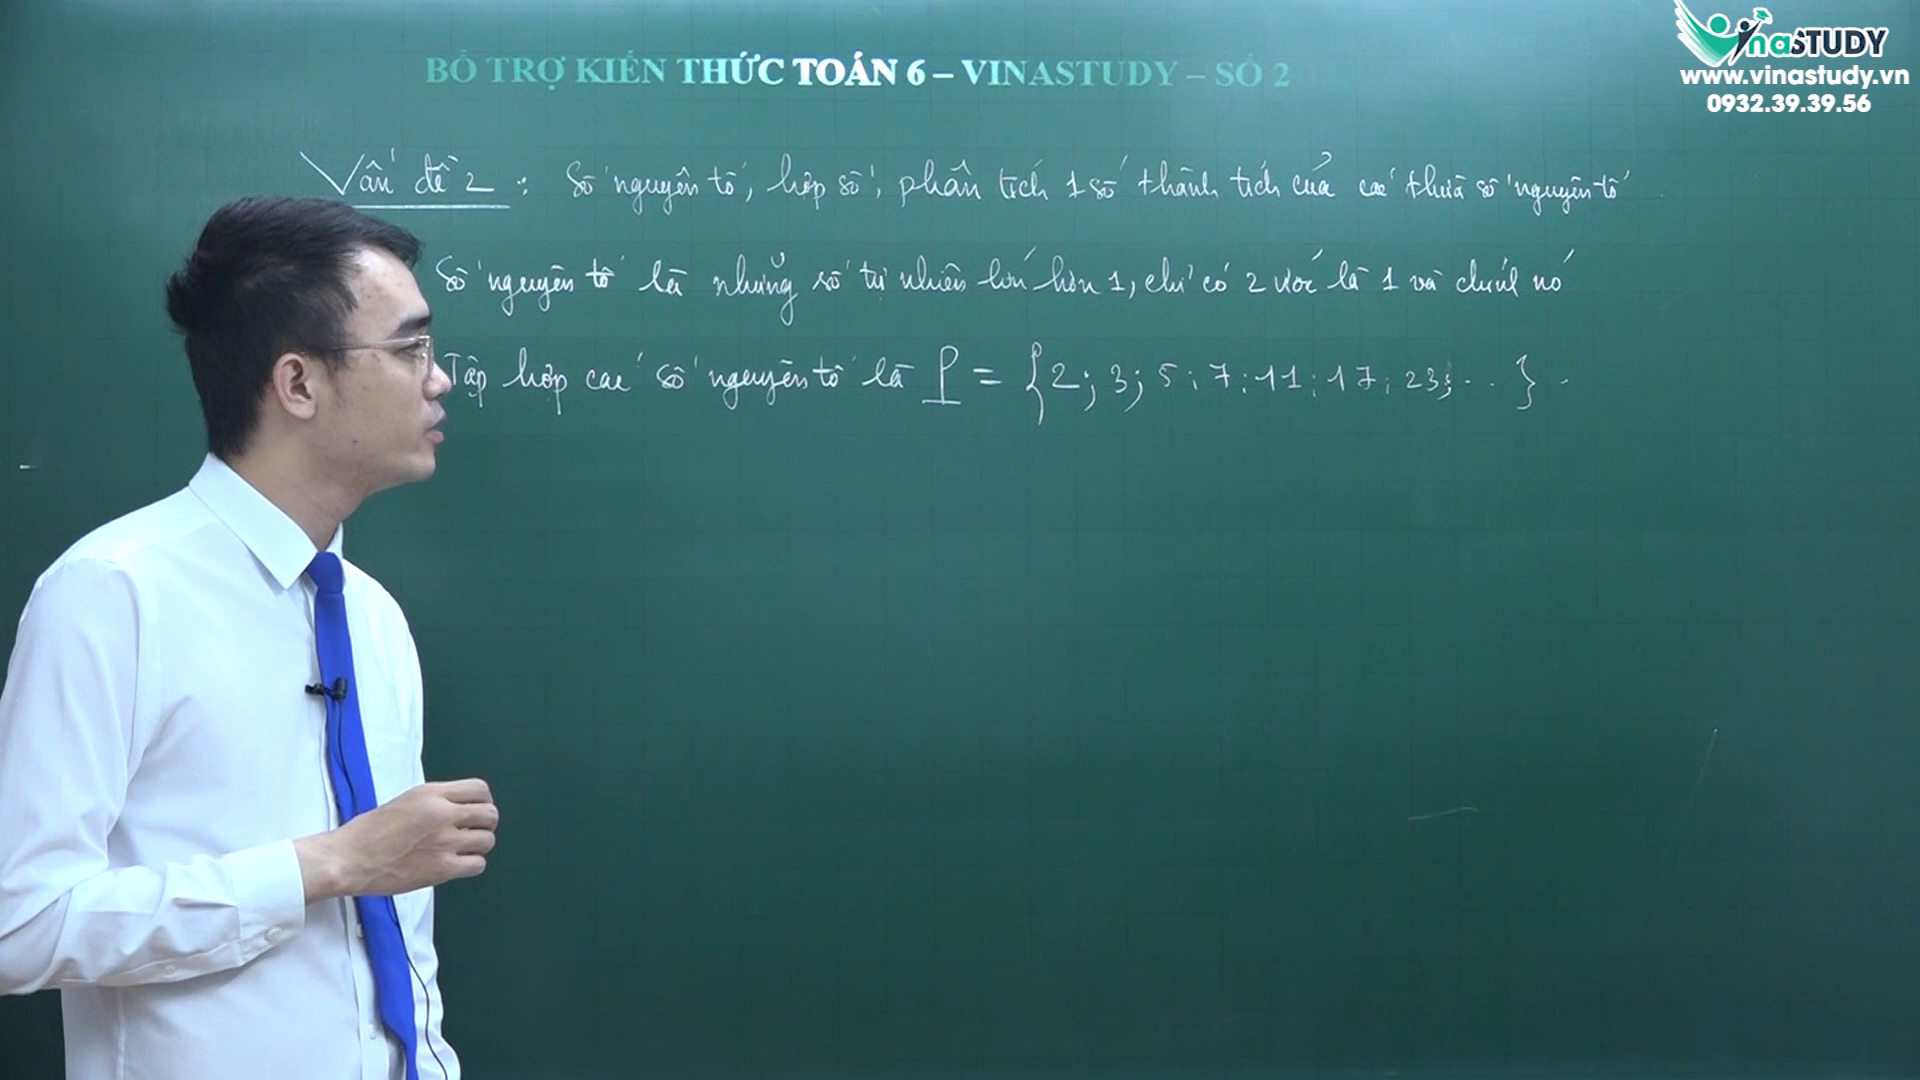 VinaSTUDY
www.vinastudy.vn
0932.39.39.56
BỔ TRỢ KIẾN THỨC TOÁN 6 – VINASTUDY – SỐ 2
Vấn đề 2 : Số nguyên tố, hợp số, phân tích 1 số thành tích của các thừa số nguyên tố
Số nguyên tố là những số tự nhiên lớn hơn 1, chỉ có 2 ước là 1 và chính nó
Tập hợp các số nguyên tố là P = {2; 3; 5; 7; 11; 17; 23; ...}.